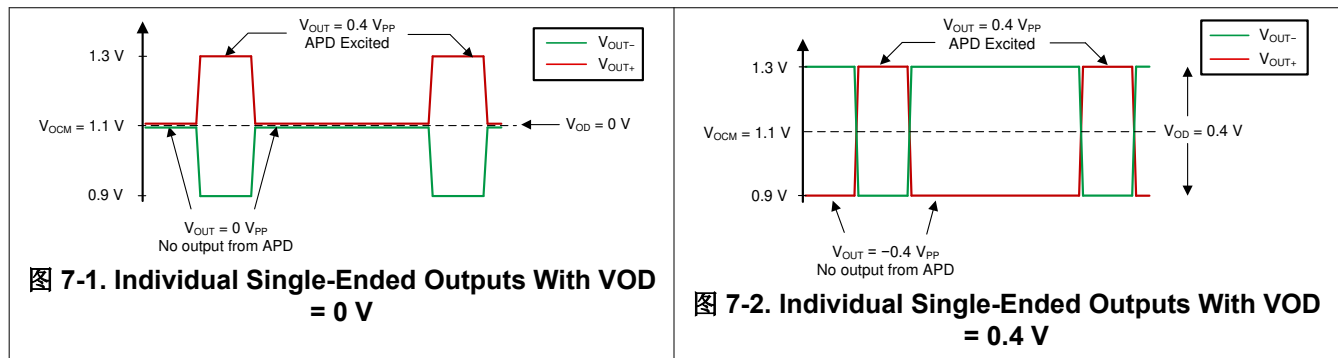 V_OUT = 0.4 V_PP
APD Excited
V_OUT−
V_OUT+
1.3 V
V_OCM = 1.1 V
V_OD = 0 V
0.9 V
V_OUT = 0 V_PP
No output from APD
图 7-1. Individual Single-Ended Outputs With VOD
= 0 V
V_OUT = 0.4 V_PP
APD Excited
V_OUT−
V_OUT+
1.3 V
V_OCM = 1.1 V
V_OD = 0.4 V
0.9 V
V_OUT = −0.4 V_PP
No output from APD
图 7-2. Individual Single-Ended Outputs With VOD
= 0.4 V